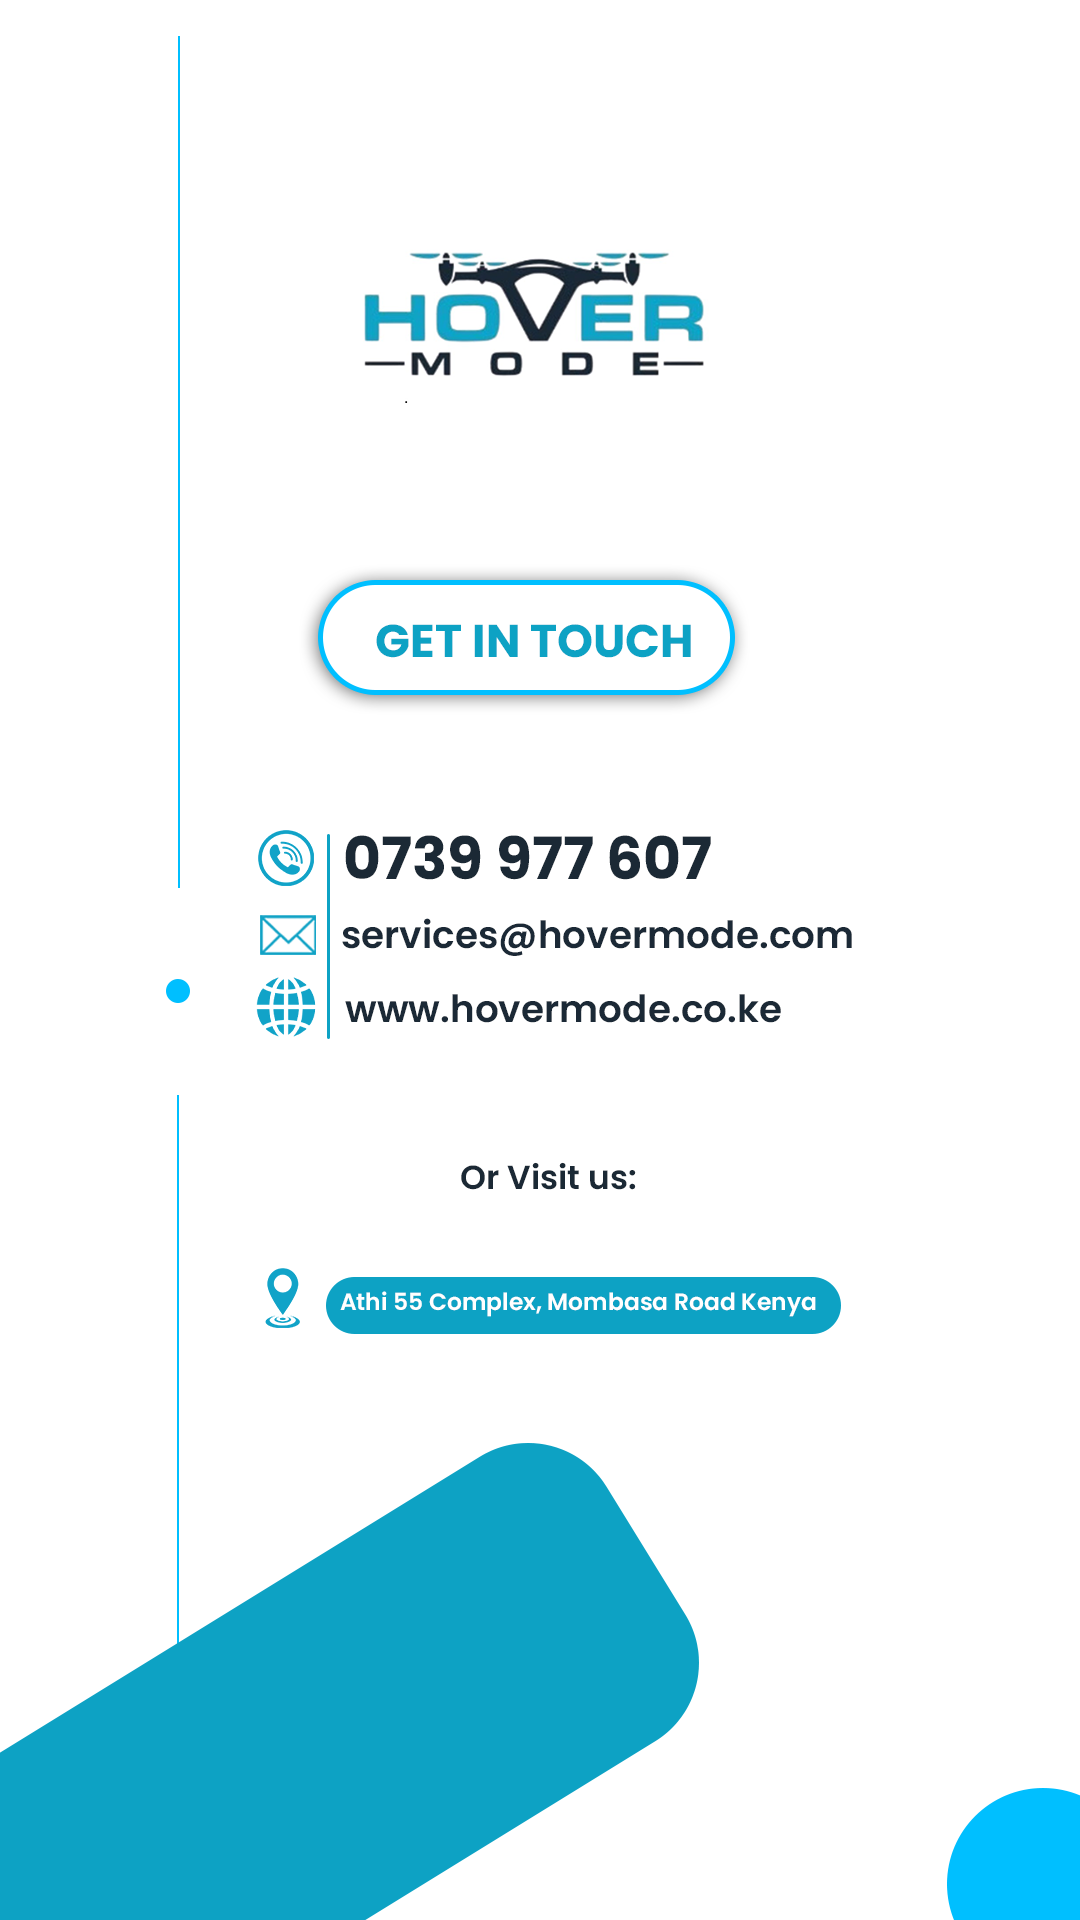 HOVER
MODE
GET IN TOUCH
0739 977 607
services@hovermode.com
www.hovermode.co.ke
Or Visit us:
Athi 55 Complex, Mombasa Road Kenya